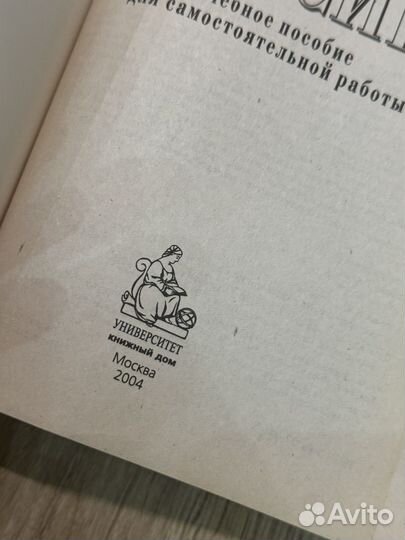 пособие
для самостоятельной работы
УНИВЕРСИТЕТ
КНИЖНЫЙ ДОМ
Москва
2004
Avito